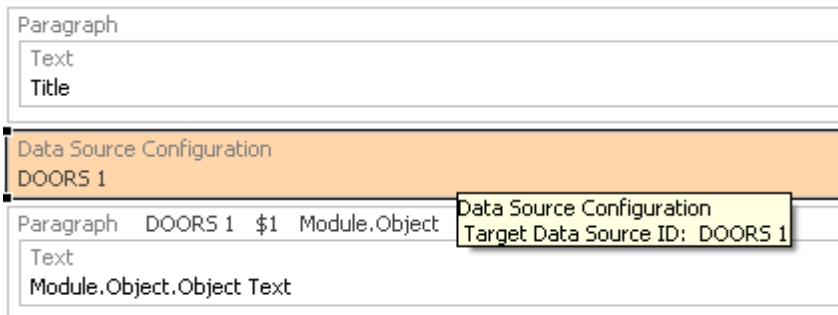 Paragraph
Text
Title
Data Source Configuration
DOORS 1
Paragraph DOORS 1 $1 Module.Object
Data Source Configuration
Target Data Source ID: DOORS 1
Text
Module.Object.Object Text